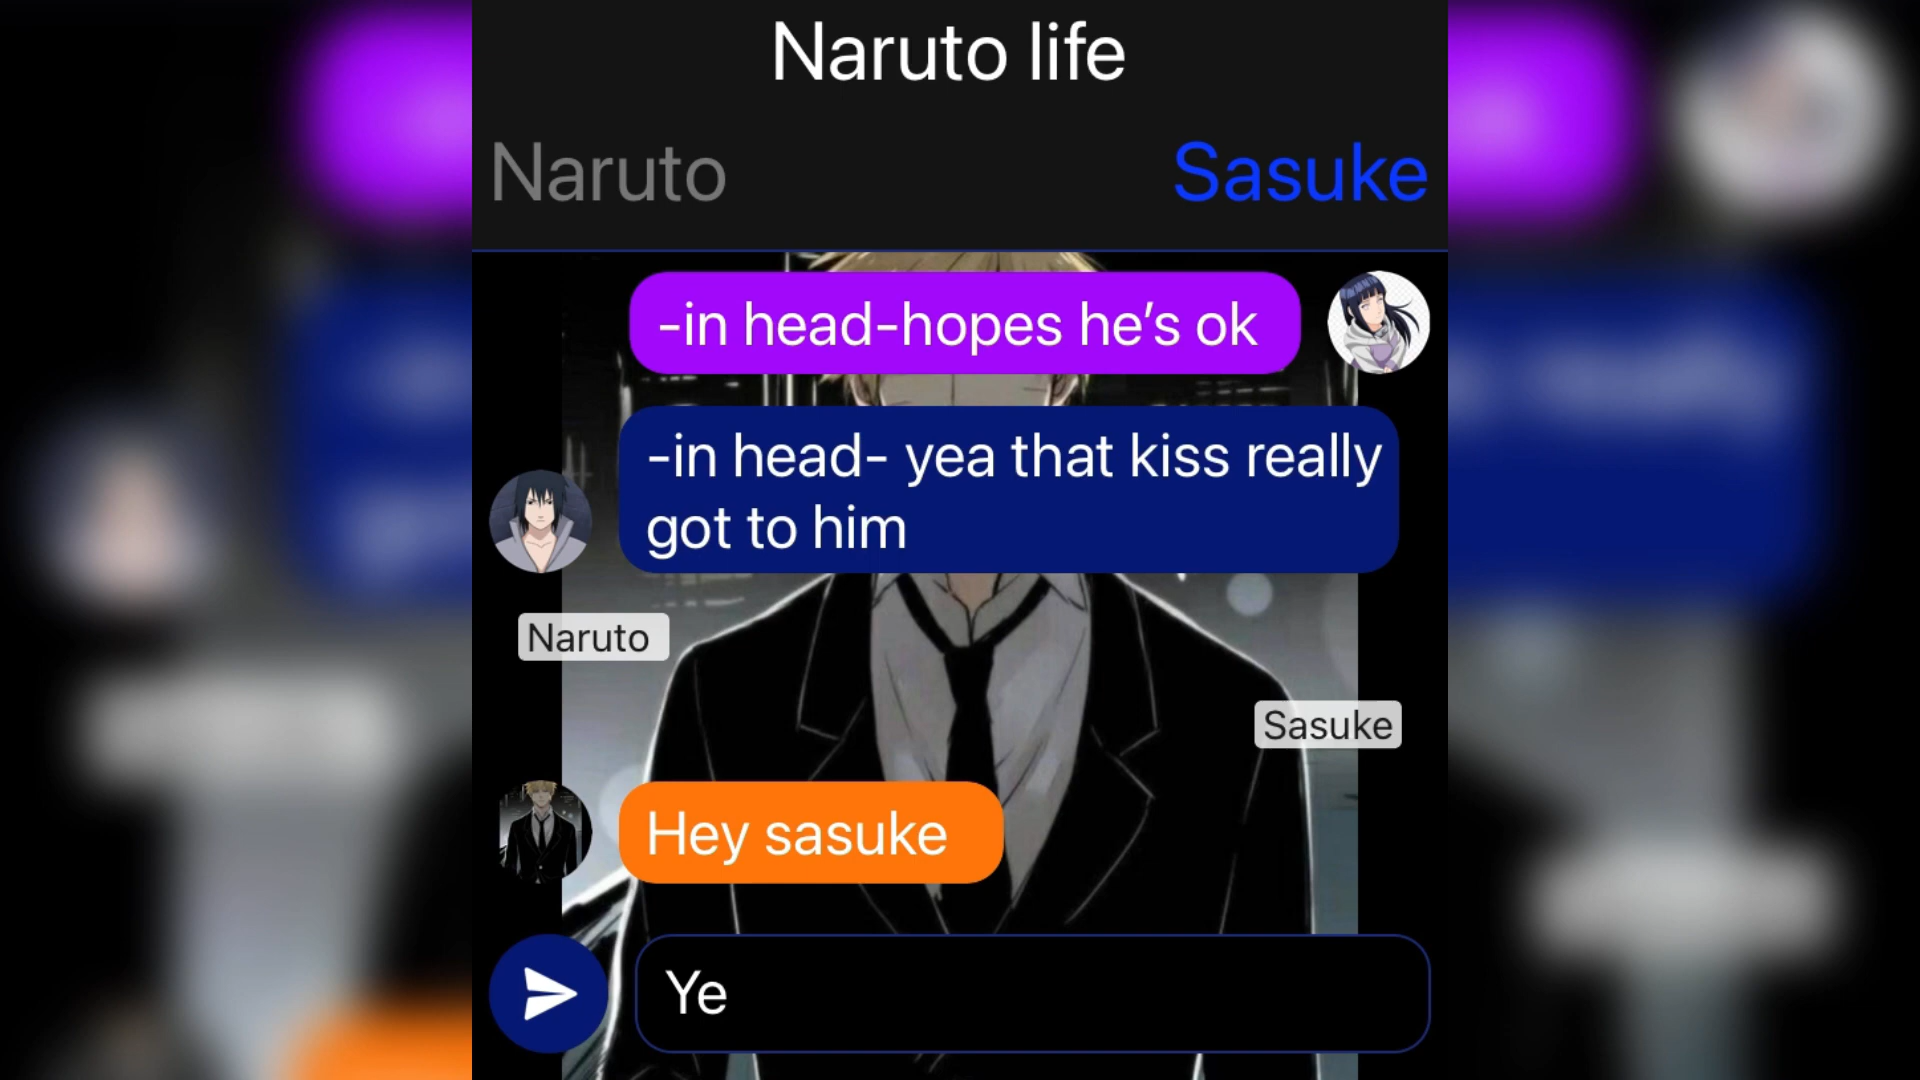 Naruto life
Naruto
Sasuke
-in head-hopes he's ok
-in head- yea that kiss really
got to him
Naruto
Sasuke
Hey sasuke
Ye